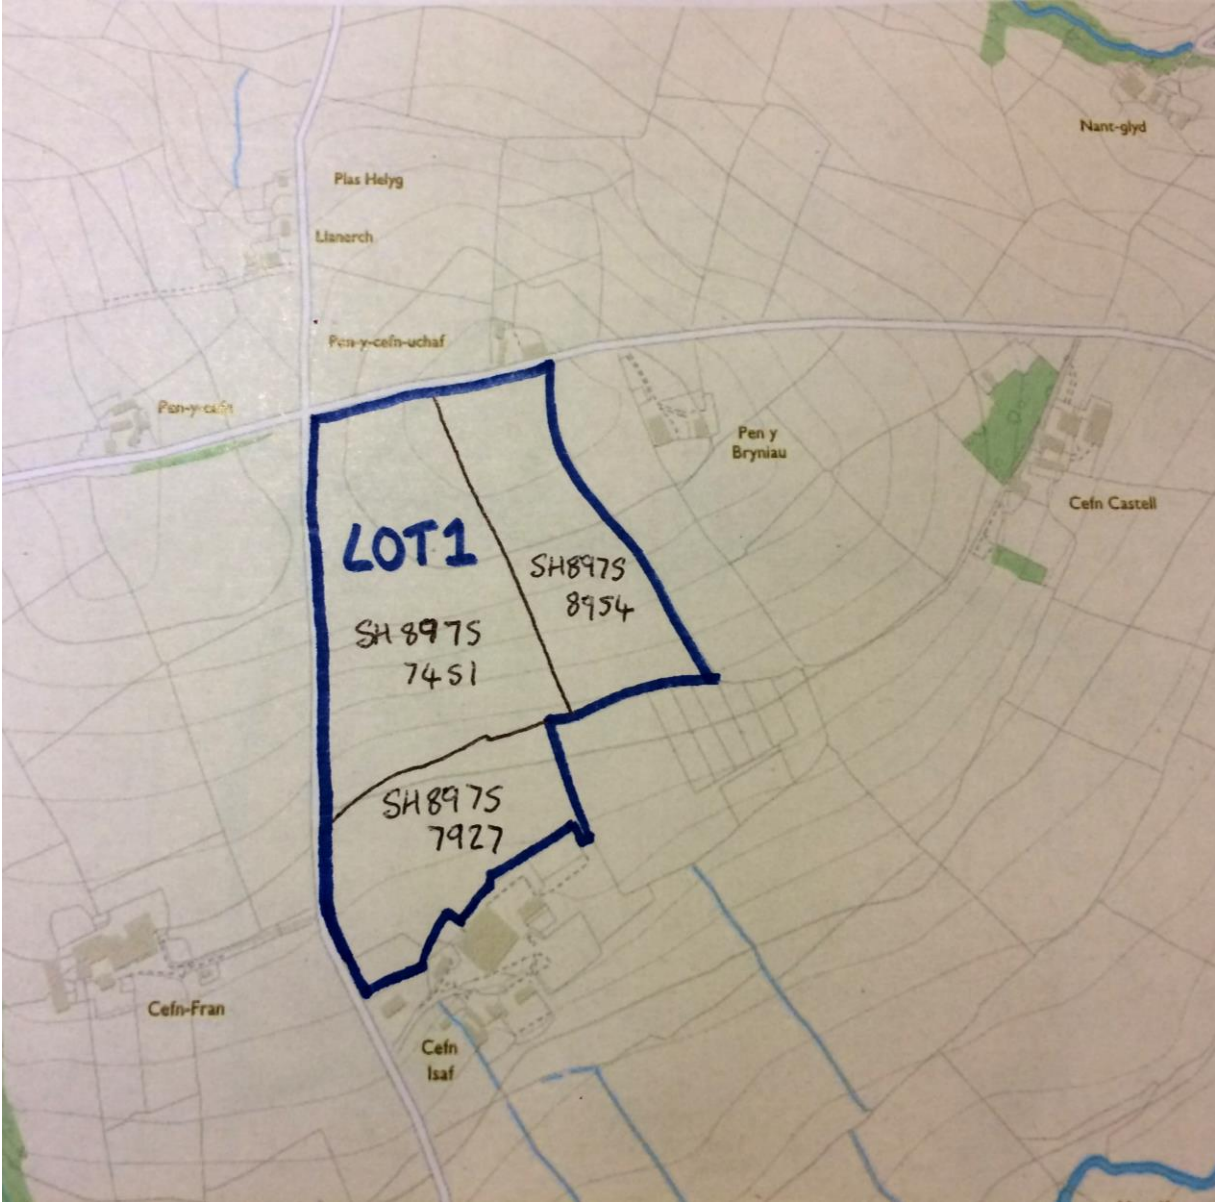 Nant-glyd
Plas Helyg
Llanerch
Pen-y-cefn-uchaf
Pen-y-cefn
Pen y
Bryniau
Cefn Castell
LOT1
SH8975
8954
SH8975
7451
SH8975
7927
Cefn-Fran
Cefn
Isaf